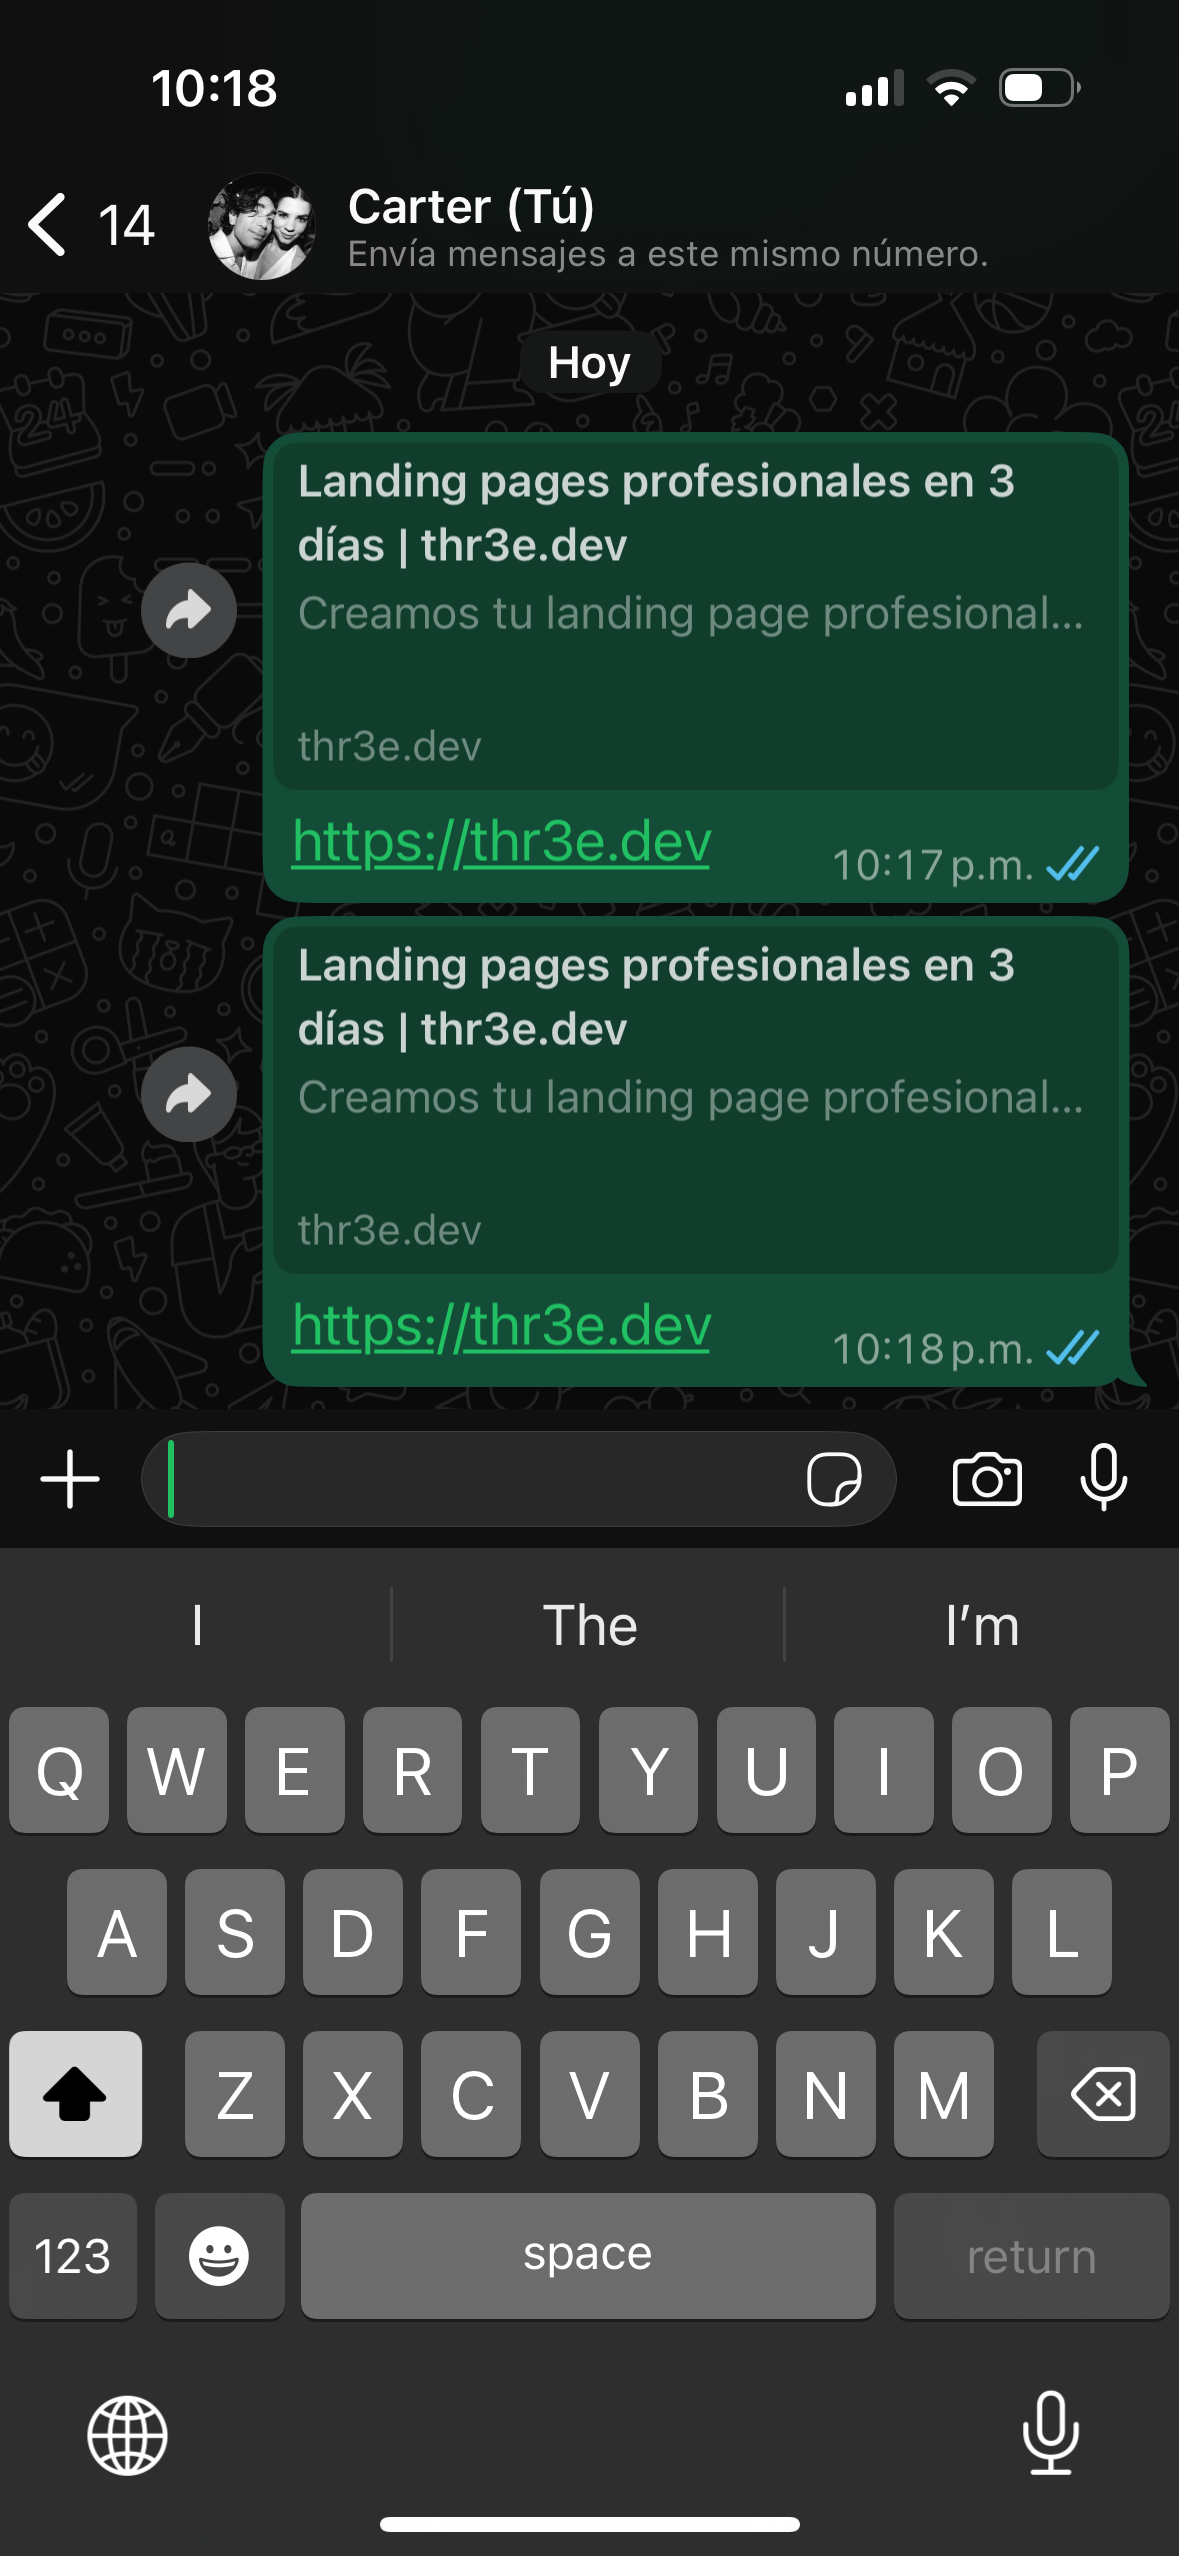 10:18
14
Carter (Tú)
Envía mensajes a este mismo número.
Hoy
Landing pages profesionales en 3
días | thr3e.dev
Creamos tu landing page profesional...
thr3e.dev
https://thr3e.dev
10:17 p.m.
Landing pages profesionales en 3
días | thr3e.dev
Creamos tu landing page profesional...
thr3e.dev
https://thr3e.dev
10:18 p.m.
I The I'm
Q W E R T Y U I O P
A S D F G H J K L
Z X C V B N M
123 space return